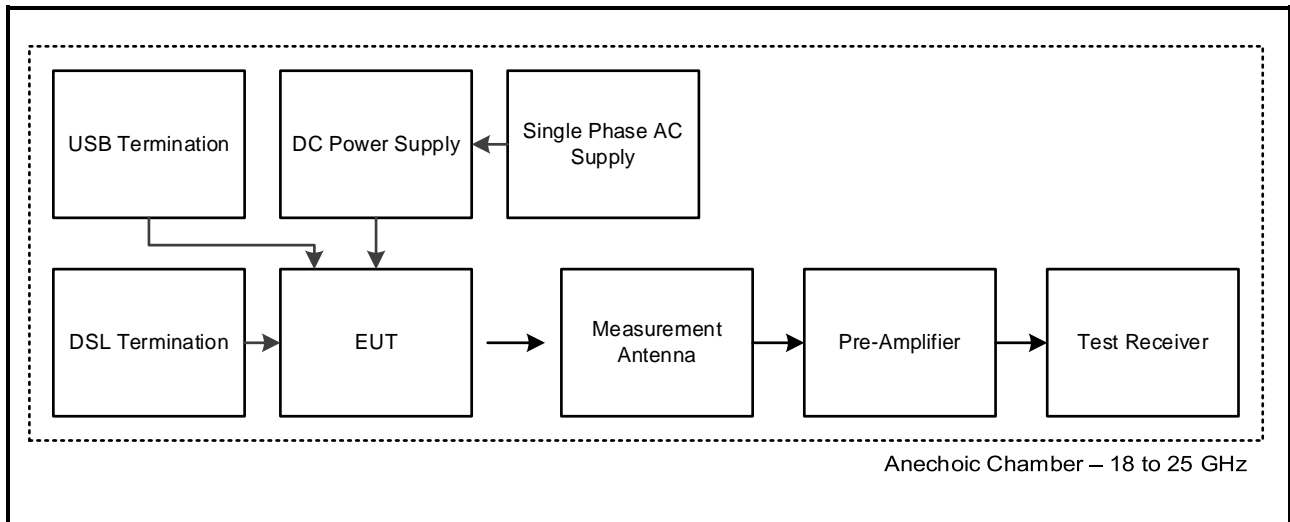 USB Termination
DC Power Supply
Single Phase AC
Supply
DSL Termination
EUT
Measurement
Antenna
Pre-Amplifier
Test Receiver
Anechoic Chamber – 18 to 25 GHz